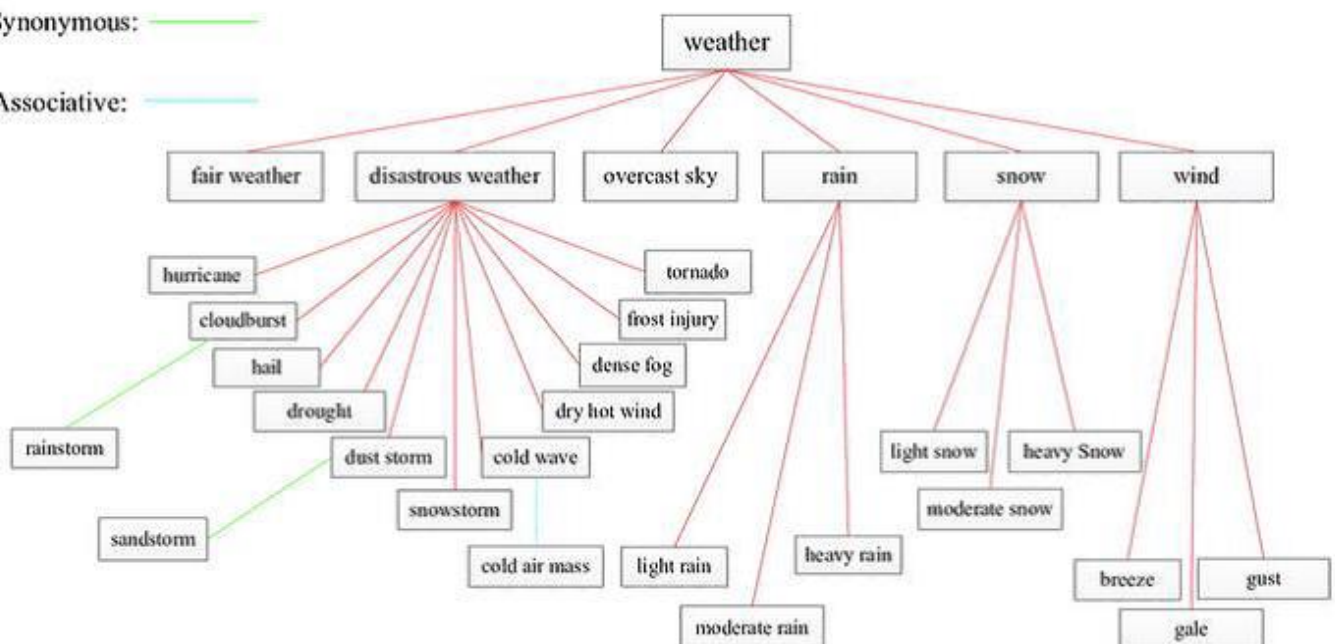 ynonymous:
weather
Associative:
fair weather
disastrous weather
overcast sky
rain
snow
wind
hurricane
tornado
cloudburst
frost injury
hail
dense fog
drought
dry hot wind
rainstorm
dust storm
cold wave
light snow
heavy Snow
snowstorm
moderate snow
sandstorm
cold air mass
light rain
heavy rain
breeze
gust
moderate rain
gale